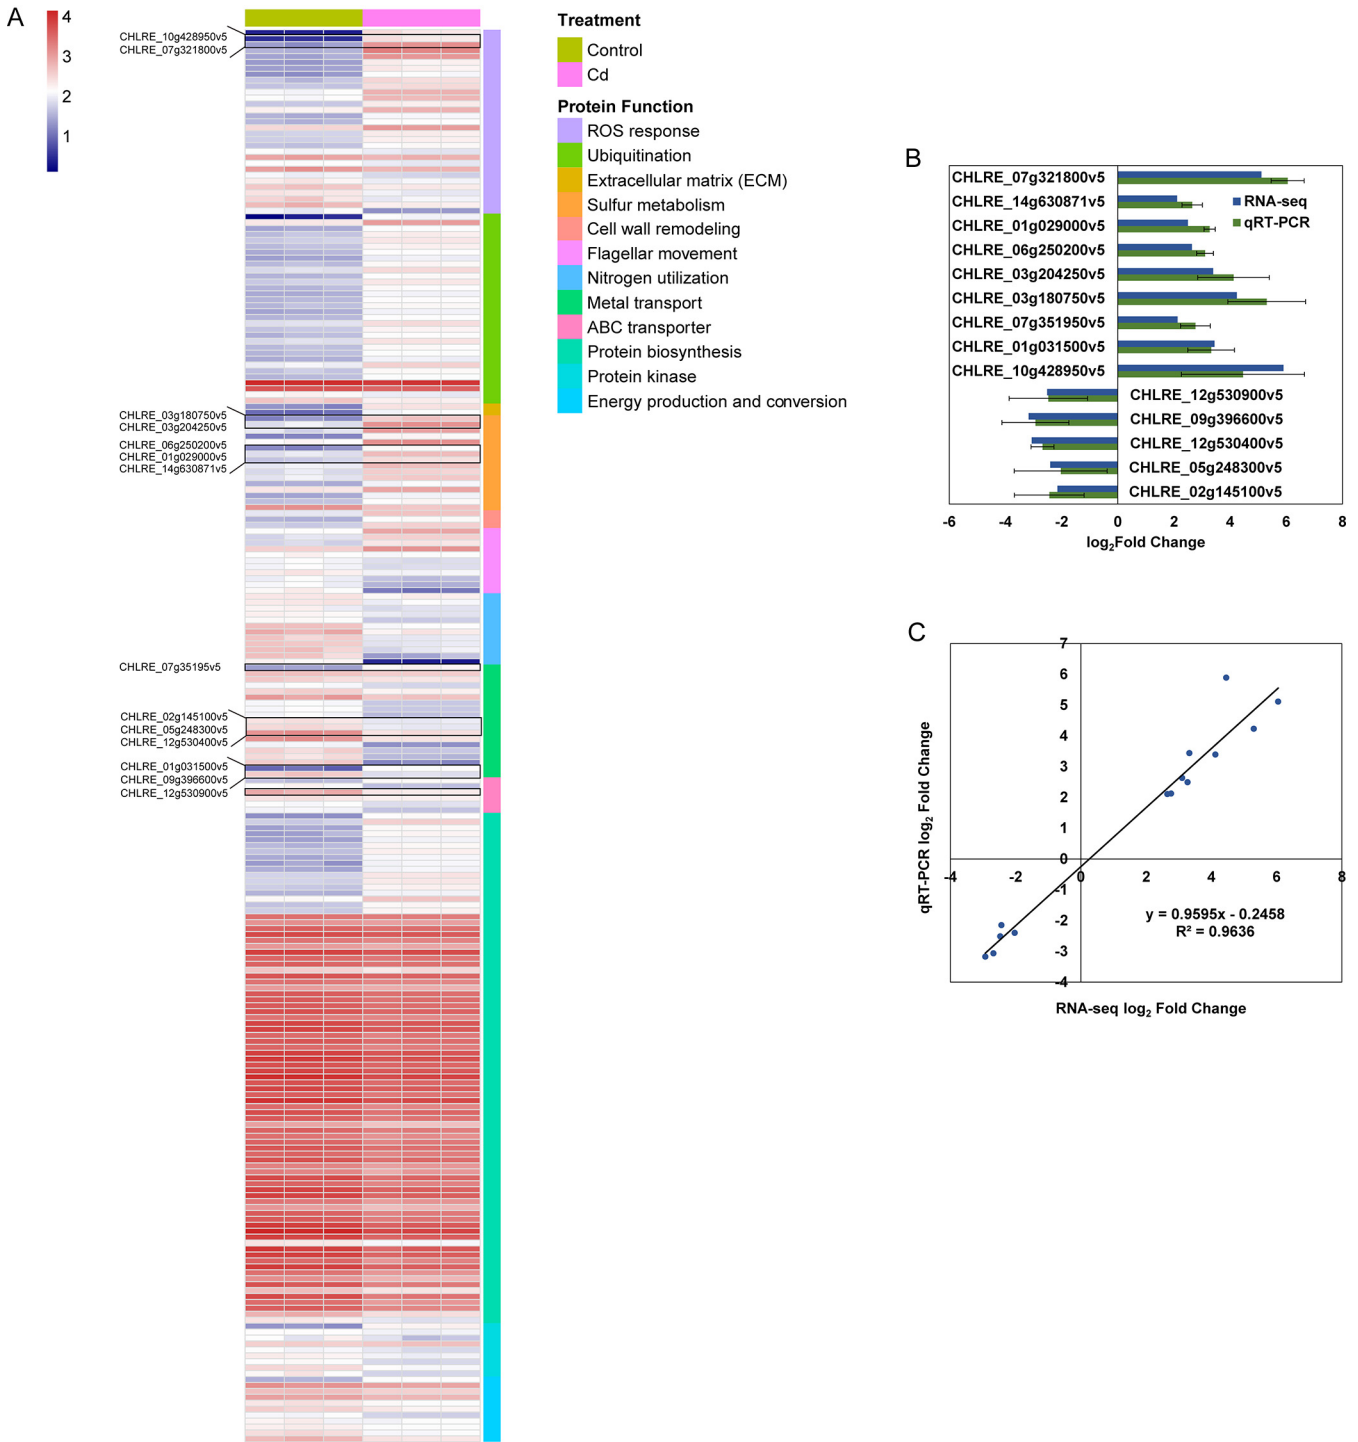 A
4
3
2
1
CHLRE_10g428950v5
CHLRE_07g321800v5
CHLRE_03g180750v5
CHLRE_03g204250v5
CHLRE_06g250200v5
CHLRE_01g029000v5
CHLRE_14g630871v5
CHLRE_07g35195v5
CHLRE_02g145100v5
CHLRE_05g248300v5
CHLRE_12g530400v5
CHLRE_01g031500v5
CHLRE_09g396600v5
CHLRE_12g530900v5
Treatment
Control
Cd
Protein Function
ROS response
Ubiquitination
Extracellular matrix (ECM)
Sulfur metabolism
Cell wall remodeling
Flagellar movement
Nitrogen utilization
Metal transport
ABC transporter
Protein biosynthesis
Protein kinase
Energy production and conversion
B
CHLRE_07g321800v5
CHLRE_14g630871v5
CHLRE_01g029000v5
CHLRE_06g250200v5
CHLRE_03g204250v5
CHLRE_03g180750v5
CHLRE_07g351950v5
CHLRE_01g031500v5
CHLRE_10g428950v5
CHLRE_12g530900v5
CHLRE_09g396600v5
CHLRE_12g530400v5
CHLRE_05g248300v5
CHLRE_02g145100v5
RNA-seq
qRT-PCR
-6 -4 -2 0 2 4 6 8
log₂Fold Change
C
qRT-PCR log₂ Fold Change
7
6
5
4
3
2
1
0
-1
-2
-3
-4
-4 -2 0 2 4 6 8
y = 0.9595x - 0.2458
R² = 0.9636
RNA-seq log₂ Fold Change